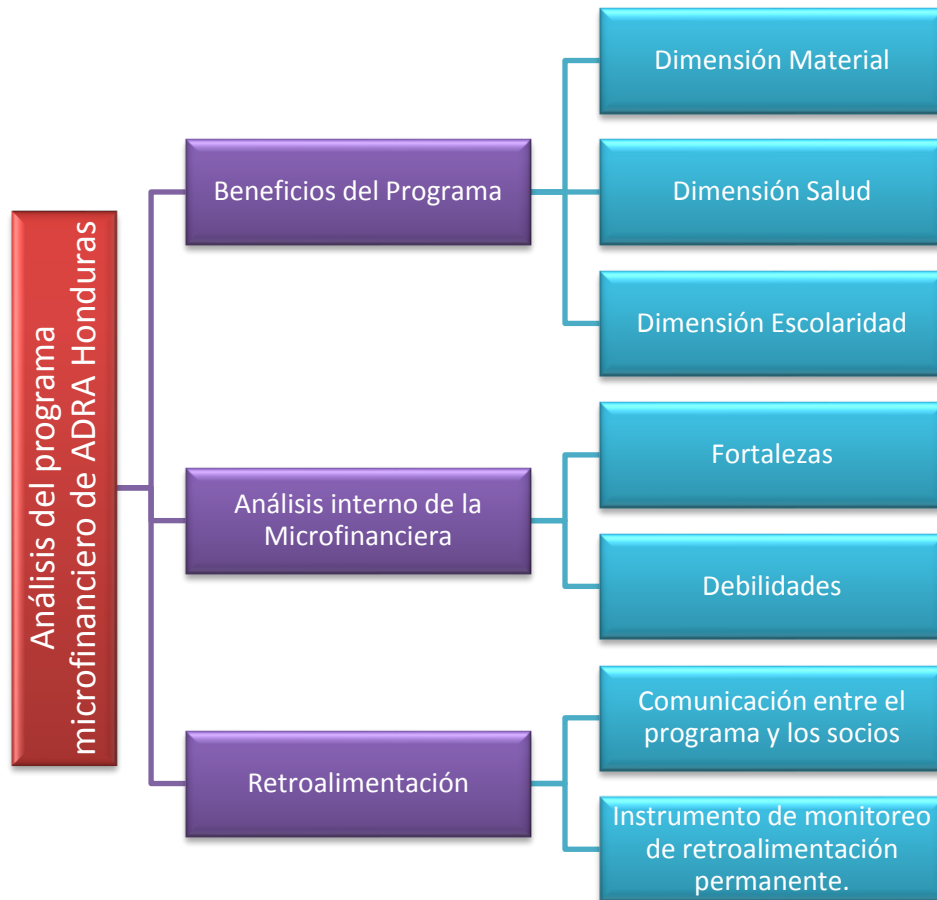 Análisis del programa
microfinanciero de ADRA Honduras
Beneficios del Programa
Dimensión Material
Dimensión Salud
Dimensión Escolaridad
Análisis interno de la
Microfinanciera
Fortalezas
Debilidades
Retroalimentación
Comunicación entre el
programa y los socios
Instrumento de monitoreo
de retroalimentación
permanente.